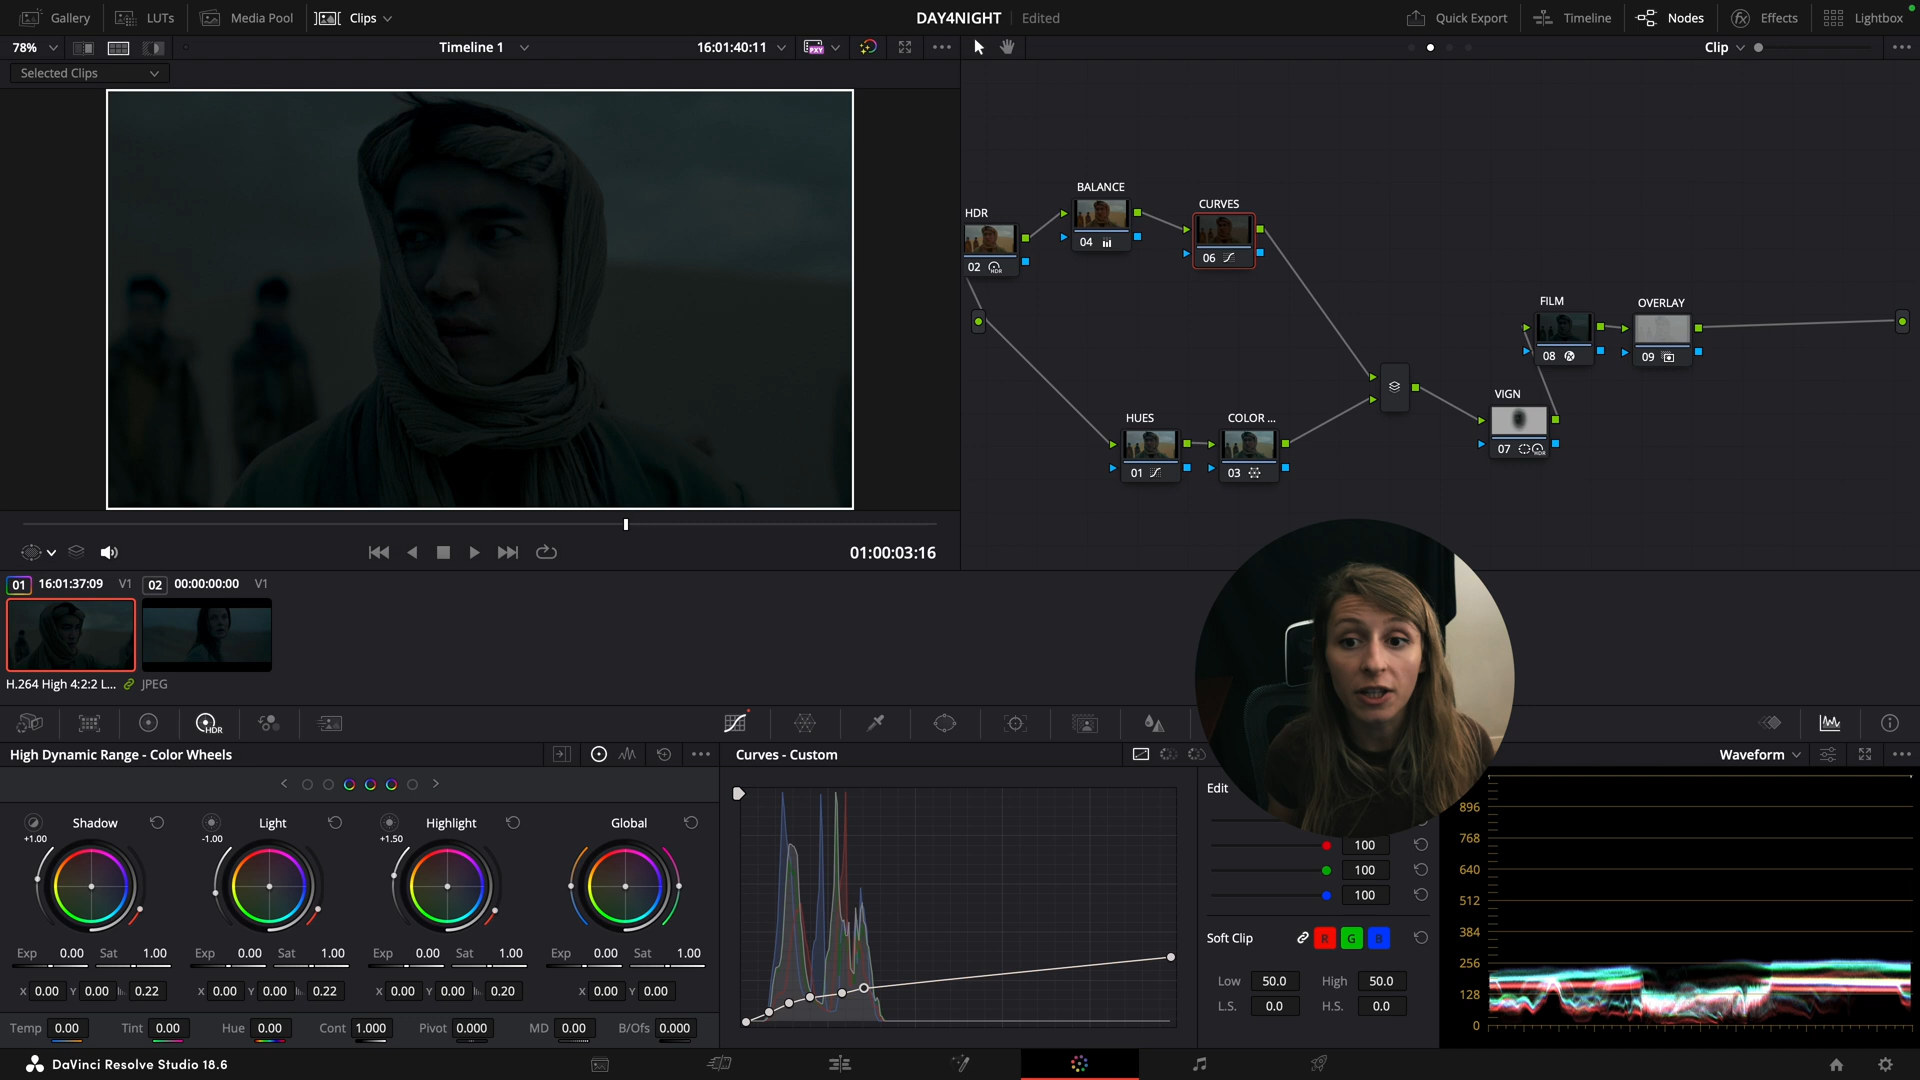 Gallery
LUTs
Media Pool
Clips
DAY4NIGHT
Edited
Quick Export
Timeline
Nodes
Effects
Lightbox
78%
Timeline 1
16:01:40:11
PXY
Clip
Selected Clips
HDR
02
HDR
BALANCE
04
CURVES
06
HUES
01
COLOR ...
03
VIGN
07
HDR
FILM
08
OVERLAY
09
01:00:03:16
01 16:01:37:09 V1
02 00:00:00:00 V1
H.264 High 4:2:2 L...
JPEG
HDR
High Dynamic Range - Color Wheels
Curves - Custom
Waveform
Shadow
+1.00
Light
-1.00
Highlight
+1.50
Global
Exp 0.00 Sat 1.00
Exp 0.00 Sat 1.00
Exp 0.00 Sat 1.00
Exp 0.00 Sat 1.00
X 0.00 Y 0.00 0.22
X 0.00 Y 0.00 0.22
X 0.00 Y 0.00 0.20
X 0.00 Y 0.00
Temp 0.00 Tint 0.00 Hue 0.00 Cont 1.000 Pivot 0.000 MD 0.00 B/Ofs 0.000
Edit
100
100
100
Soft Clip
R G B
Low 50.0 High 50.0
L.S. 0.0 H.S. 0.0
896
768
640
512
384
256
128
0
DaVinci Resolve Studio 18.6